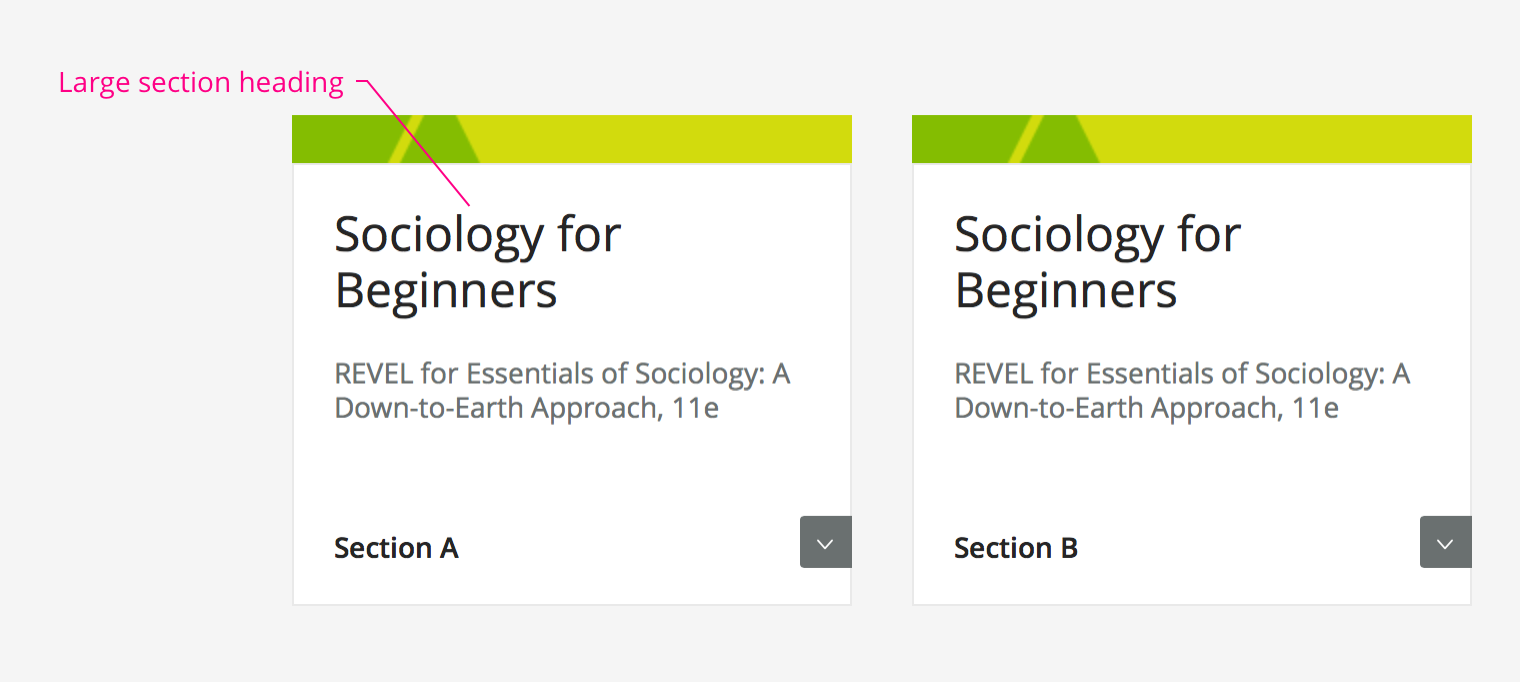 Large section heading
Sociology for
Beginners
REVEL for Essentials of Sociology: A
Down-to-Earth Approach, 11e
Section A
Sociology for
Beginners
REVEL for Essentials of Sociology: A
Down-to-Earth Approach, 11e
Section B